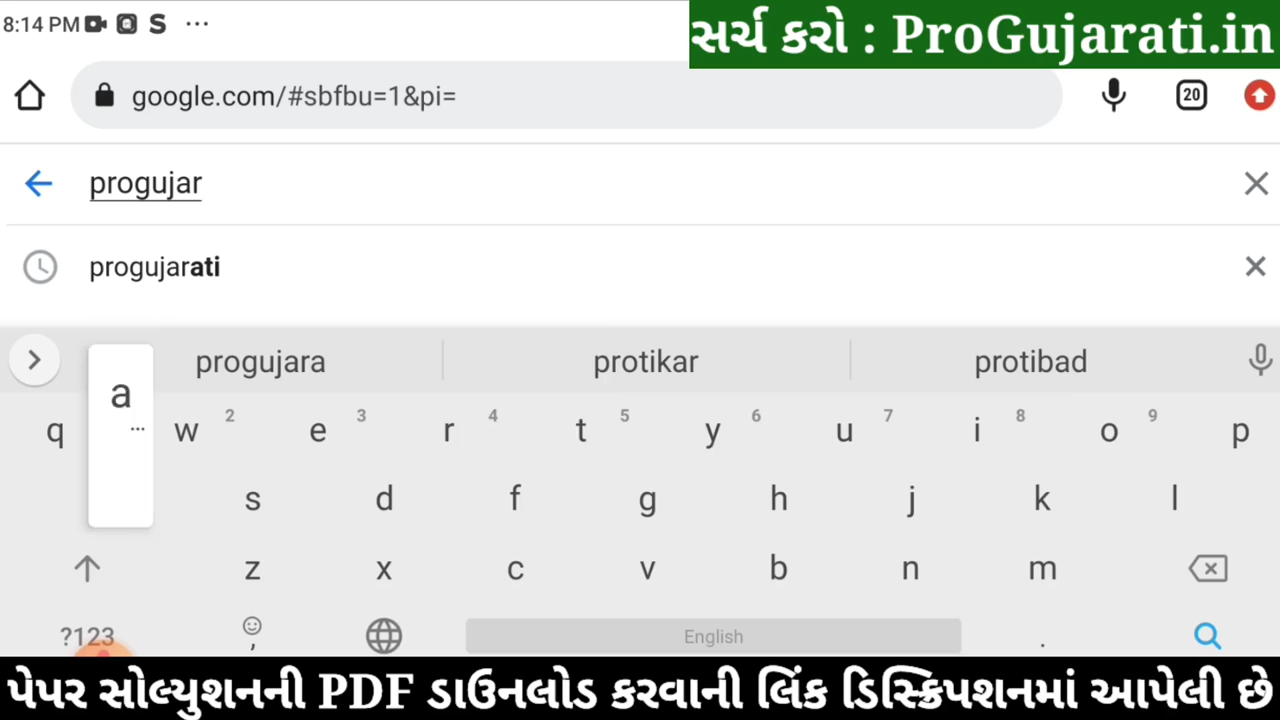 8:14 PM S ...
સર્ચ કરો : ProGujarati.in
google.com/#sbfbu=1&pi=
20
progujar
progujarati
progujara protikar protibad
a
...
q w 2 e 3 r 4 t 5 y 6 u 7 i 8 o 9 p
s d f g h j k l
z x c v b n m
?123 , English .
પેપર સોલ્યુશનની PDF ડાઉનલોડ કરવાની લિંક ડિસ્ક્રિપશનમાં આપેલી છે